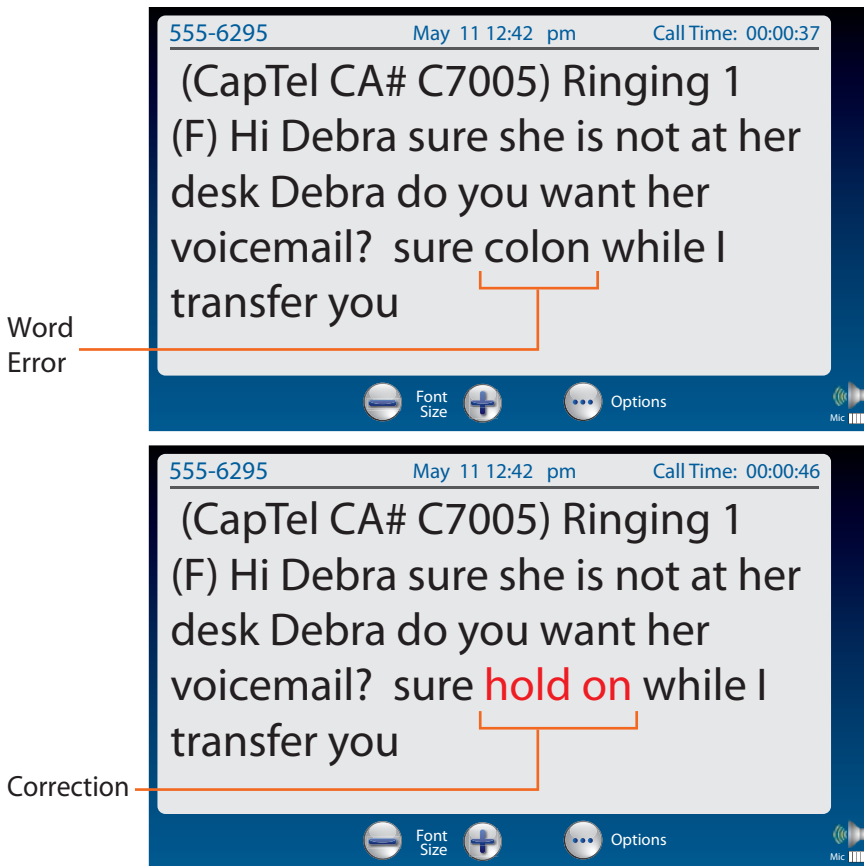 555-6295 May 11 12:42 pm Call Time: 00:00:37
(CapTel CA# C7005) Ringing 1
(F) Hi Debra sure she is not at her
desk Debra do you want her
voicemail? sure colon while I
transfer you
Word
Error
Font
Size
Options
Mic
555-6295 May 11 12:42 pm Call Time: 00:00:46
(CapTel CA# C7005) Ringing 1
(F) Hi Debra sure she is not at her
desk Debra do you want her
voicemail? sure hold on while I
transfer you
Correction
Font
Size
Options
Mic